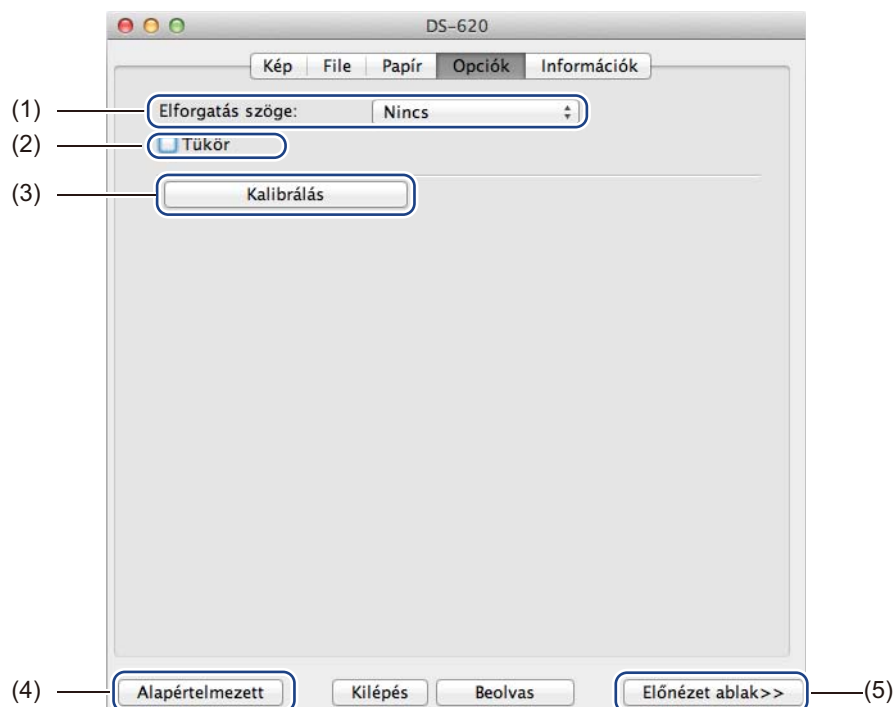 DS-620
Kép File Papír Opciók Információk
(1) Elforgatás szöge: Nincs
(2) Tükör
(3) Kalibrálás
(4) Alapértelmezett Kilépés Beolvas Előnézet ablak>> (5)